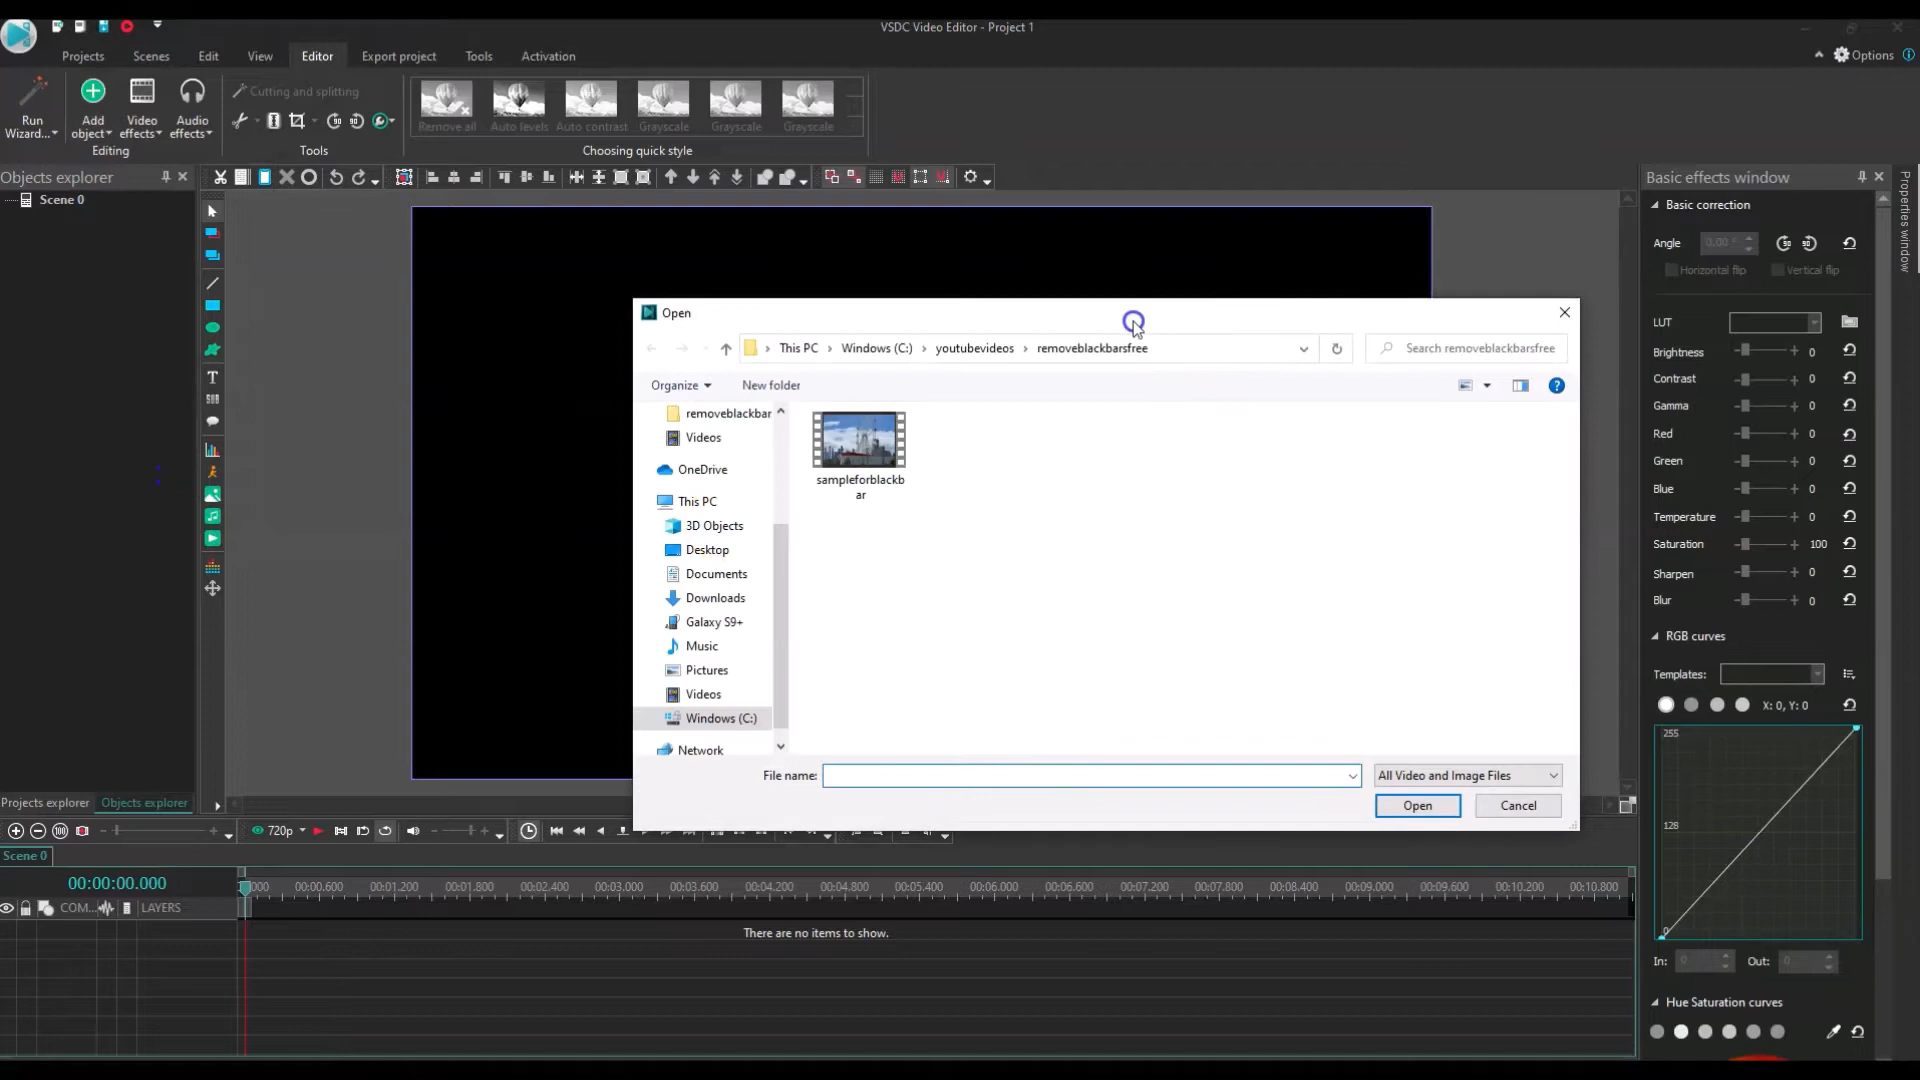 VSDC Video Editor - Project 1
Projects Scenes Edit View Editor Export project Tools Activation Options
Run Wizard... Add object Video effects Audio effects
Cutting and splitting
Remove all Auto levels Auto contrast Grayscale Grayscale Grayscale
Editing Tools Choosing quick style
Objects explorer
Scene 0
Basic effects window
Properties window
Basic correction
Angle 0.00 °
Horizontal flip Vertical flip
LUT
Brightness 0
Contrast 0
Gamma 0
Red 0
Green 0
Blue 0
Temperature 0
Saturation 100
Sharpen 0
Blur 0
RGB curves
Templates:
X: 0, Y: 0
255
128
0
In: 0 Out: 0
Hue Saturation curves
Open
This PC › Windows (C:) › youtubevideos › removeblackbarsfree
Search removeblackbarsfree
Organize New folder
removeblackbar
Videos
OneDrive
This PC
3D Objects
Desktop
Documents
Downloads
Galaxy S9+
Music
Pictures
Videos
Windows (C:)
Network
sampleforblackb
ar
File name: All Video and Image Files
Open Cancel
Projects explorer Objects explorer
720p
Scene 0
00:00:00.000
000 00:00.600 00:01.200 00:01.800 00:02.400 00:03.000 00:03.600 00:04.200 00:04.800 00:05.400 00:06.000 00:06.600 00:07.200 00:07.800 00:08.400 00:09.000 00:09.600 00:10.200 00:10.800
COM... LAYERS
There are no items to show.